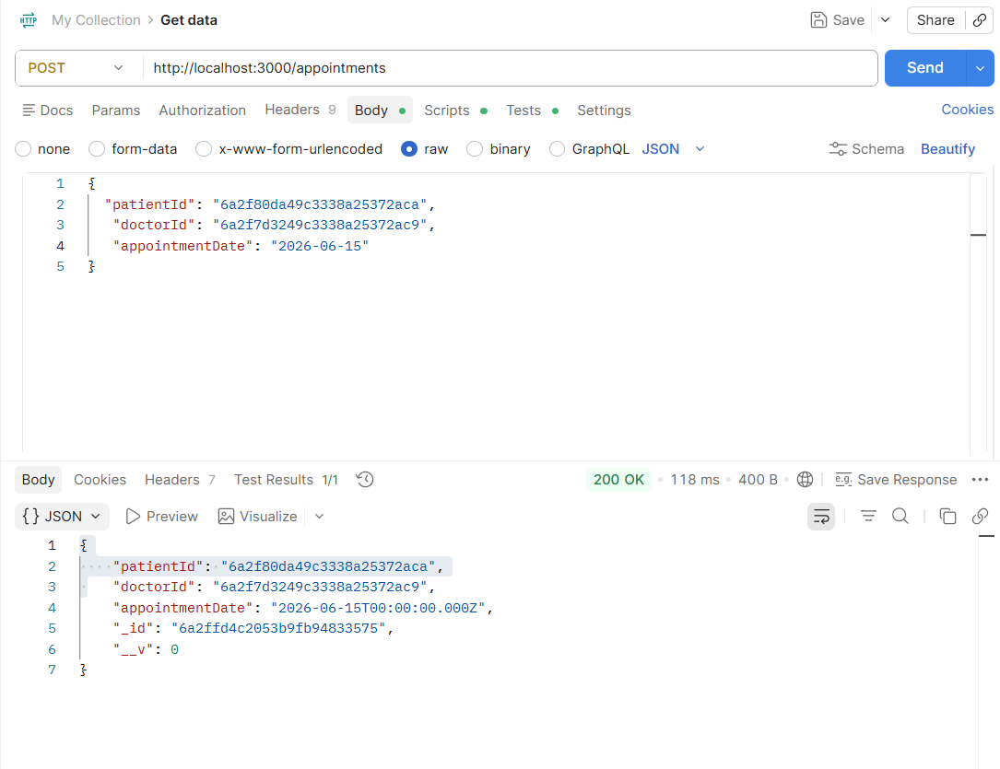 HTTP My Collection > Get data Save Share
POST http://localhost:3000/appointments Send
Docs Params Authorization Headers 9 Body Scripts Tests Settings Cookies
none form-data x-www-form-urlencoded raw binary GraphQL JSON Schema Beautify
1 {
2 "patientId": "6a2f80da49c3338a25372aca",
3 "doctorId": "6a2f7d3249c3338a25372ac9",
4 "appointmentDate": "2026-06-15"
5 }
Body Cookies Headers 7 Test Results 1/1 200 OK • 118 ms • 400 B • e.g. Save Response
{} JSON Preview Visualize
1 {
2 "patientId": "6a2f80da49c3338a25372aca",
3 "doctorId": "6a2f7d3249c3338a25372ac9",
4 "appointmentDate": "2026-06-15T00:00:00.000Z",
5 "_id": "6a2ffd4c2053b9fb94833575",
6 "__v": 0
7 }